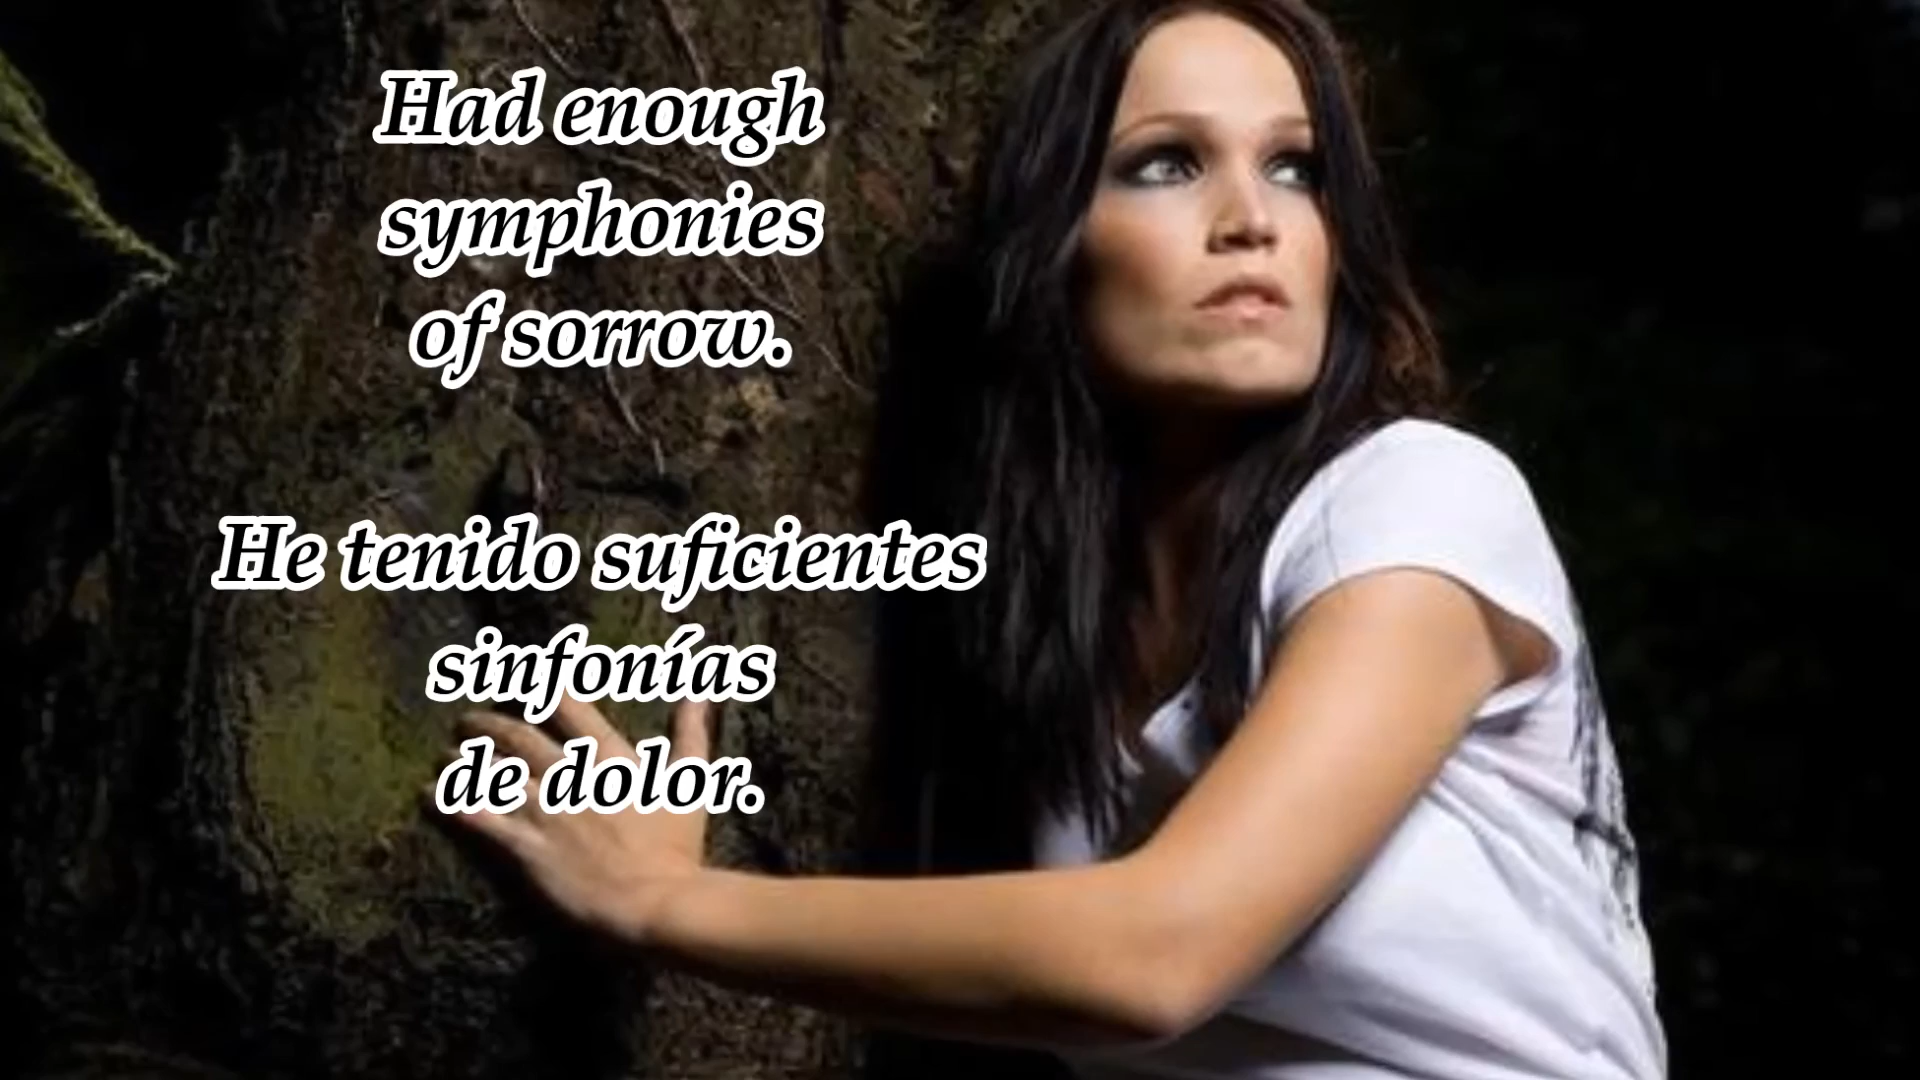 Had enough
symphonies
of sorrow.
He tenido suficientes
sinfonías
de dolor.